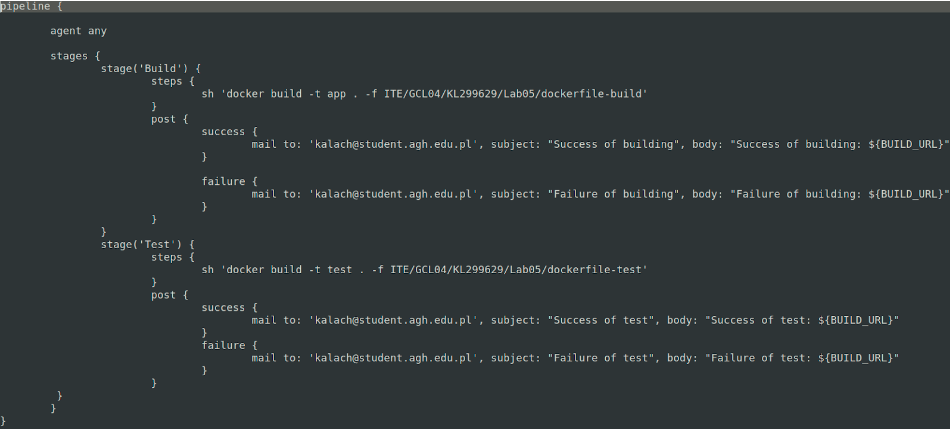 pipeline {
agent any
stages {
stage('Build') {
steps {
sh 'docker build -t app . -f ITE/GCL04/KL299629/Lab05/dockerfile-build'
}
post {
success {
mail to: 'kalach@student.agh.edu.pl', subject: "Success of building", body: "Success of building: ${BUILD_URL}"
}
failure {
mail to: 'kalach@student.agh.edu.pl', subject: "Failure of building", body: "Failure of building: ${BUILD_URL}"
}
}
}
stage('Test') {
steps {
sh 'docker build -t test . -f ITE/GCL04/KL299629/Lab05/dockerfile-test'
}
post {
success {
mail to: 'kalach@student.agh.edu.pl', subject: "Success of test", body: "Success of test: ${BUILD_URL}"
}
failure {
mail to: 'kalach@student.agh.edu.pl', subject: "Failure of test", body: "Failure of test: ${BUILD_URL}"
}
}
}
}
}